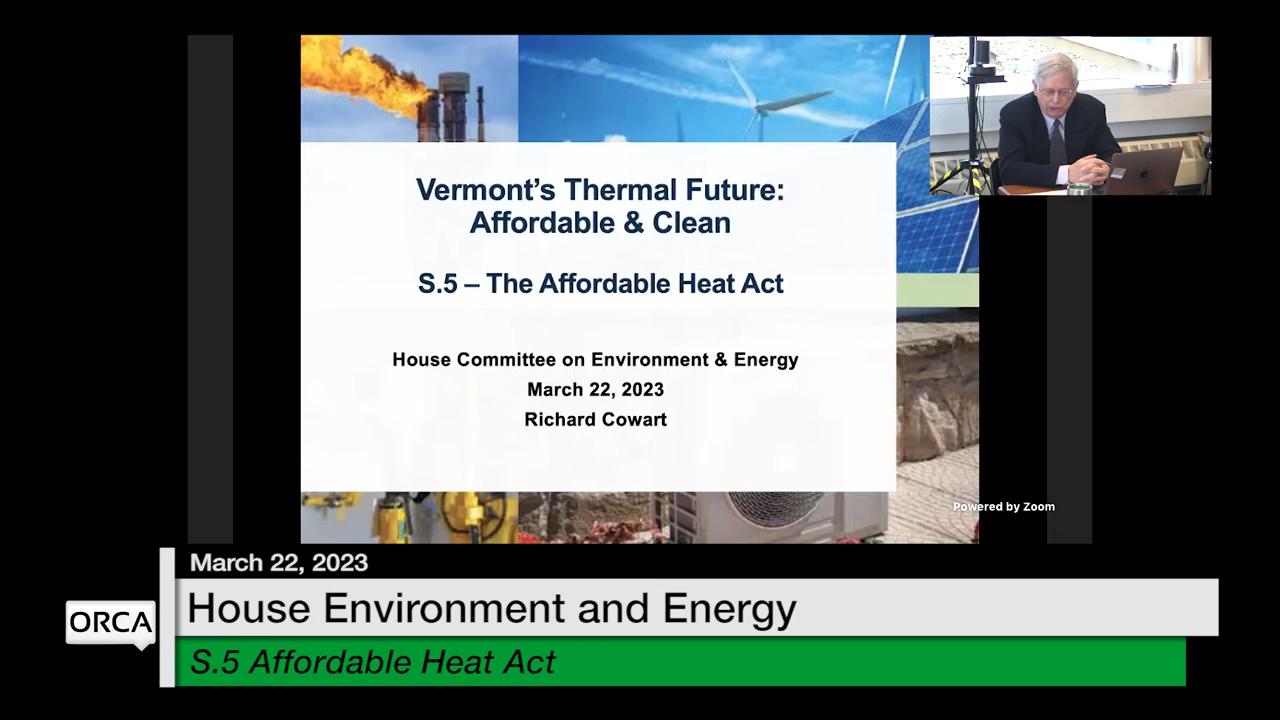 Vermont's Thermal Future:
Affordable & Clean
S.5 – The Affordable Heat Act
House Committee on Environment & Energy
March 22, 2023
Richard Cowart
Powered by Zoom
March 22, 2023
House Environment and Energy
ORCA
S.5 Affordable Heat Act